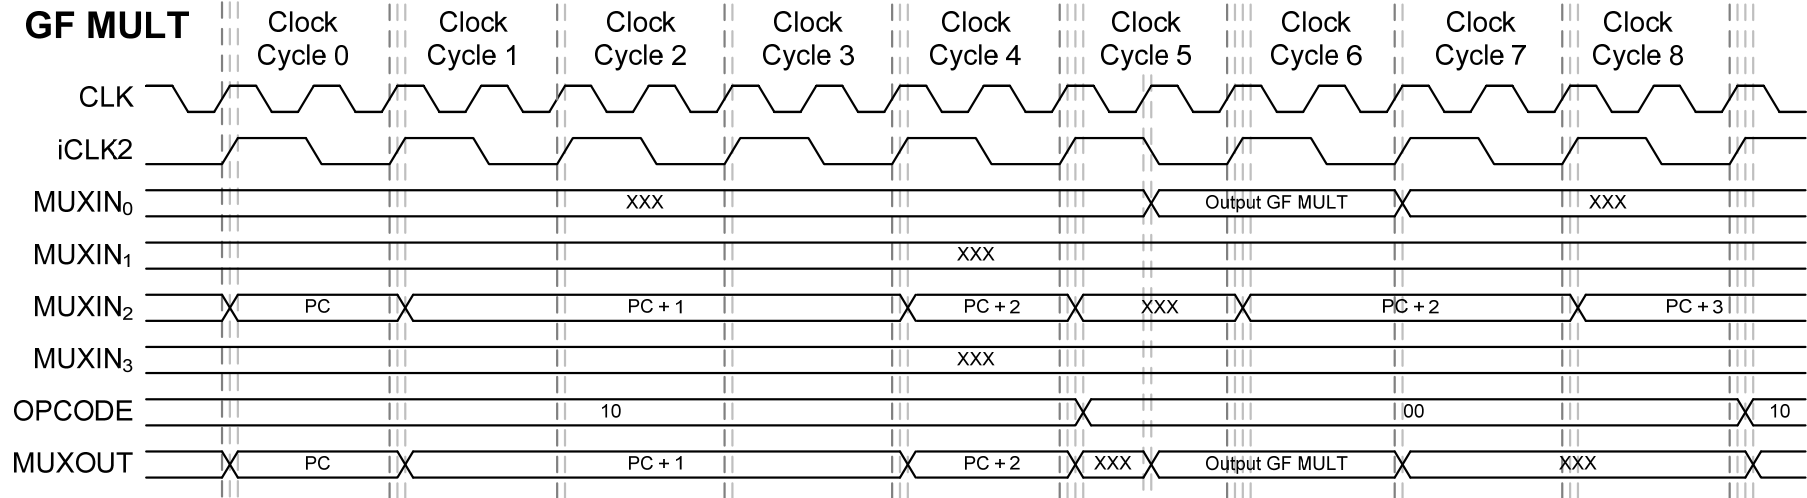 GF MULT
Clock Cycle 0
Clock Cycle 1
Clock Cycle 2
Clock Cycle 3
Clock Cycle 4
Clock Cycle 5
Clock Cycle 6
Clock Cycle 7
Clock Cycle 8
CLK
iCLK2
MUXIN0 XXX Output GF MULT XXX
MUXIN1 XXX
MUXIN2 PC PC + 1 PC + 2 XXX PC + 2 PC + 3
MUXIN3 XXX
OPCODE 10 00 10
MUXOUT PC PC + 1 PC + 2 XXX Output GF MULT XXX